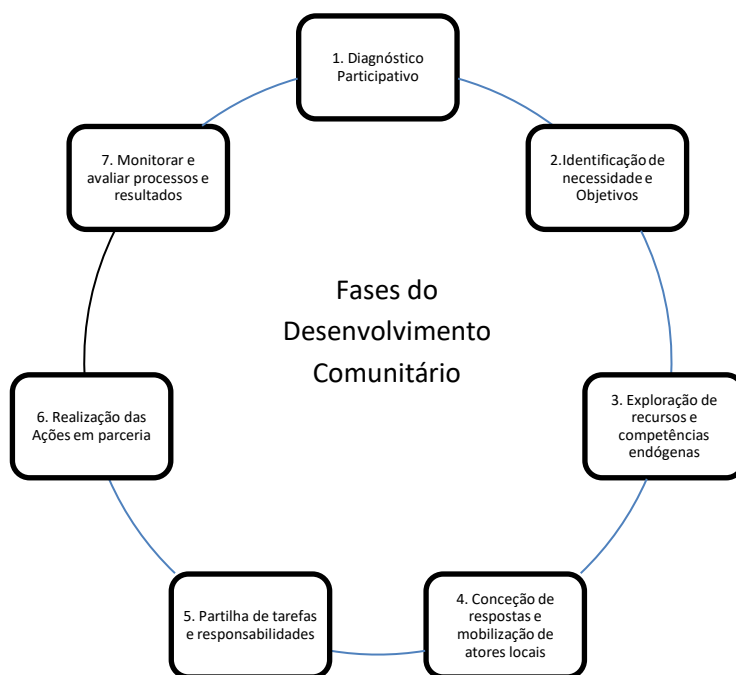 1. Diagnóstico
Participativo
2.Identificação de
necessidade e
Objetivos
3. Exploração de
recursos e
competências
endógenas
4. Conceção de
respostas e
mobilização de
atores locais
5. Partilha de tarefas
e responsabilidades
6. Realização das
Ações em parceria
7. Monitorar e
avaliar processos e
resultados
Fases do
Desenvolvimento
Comunitário